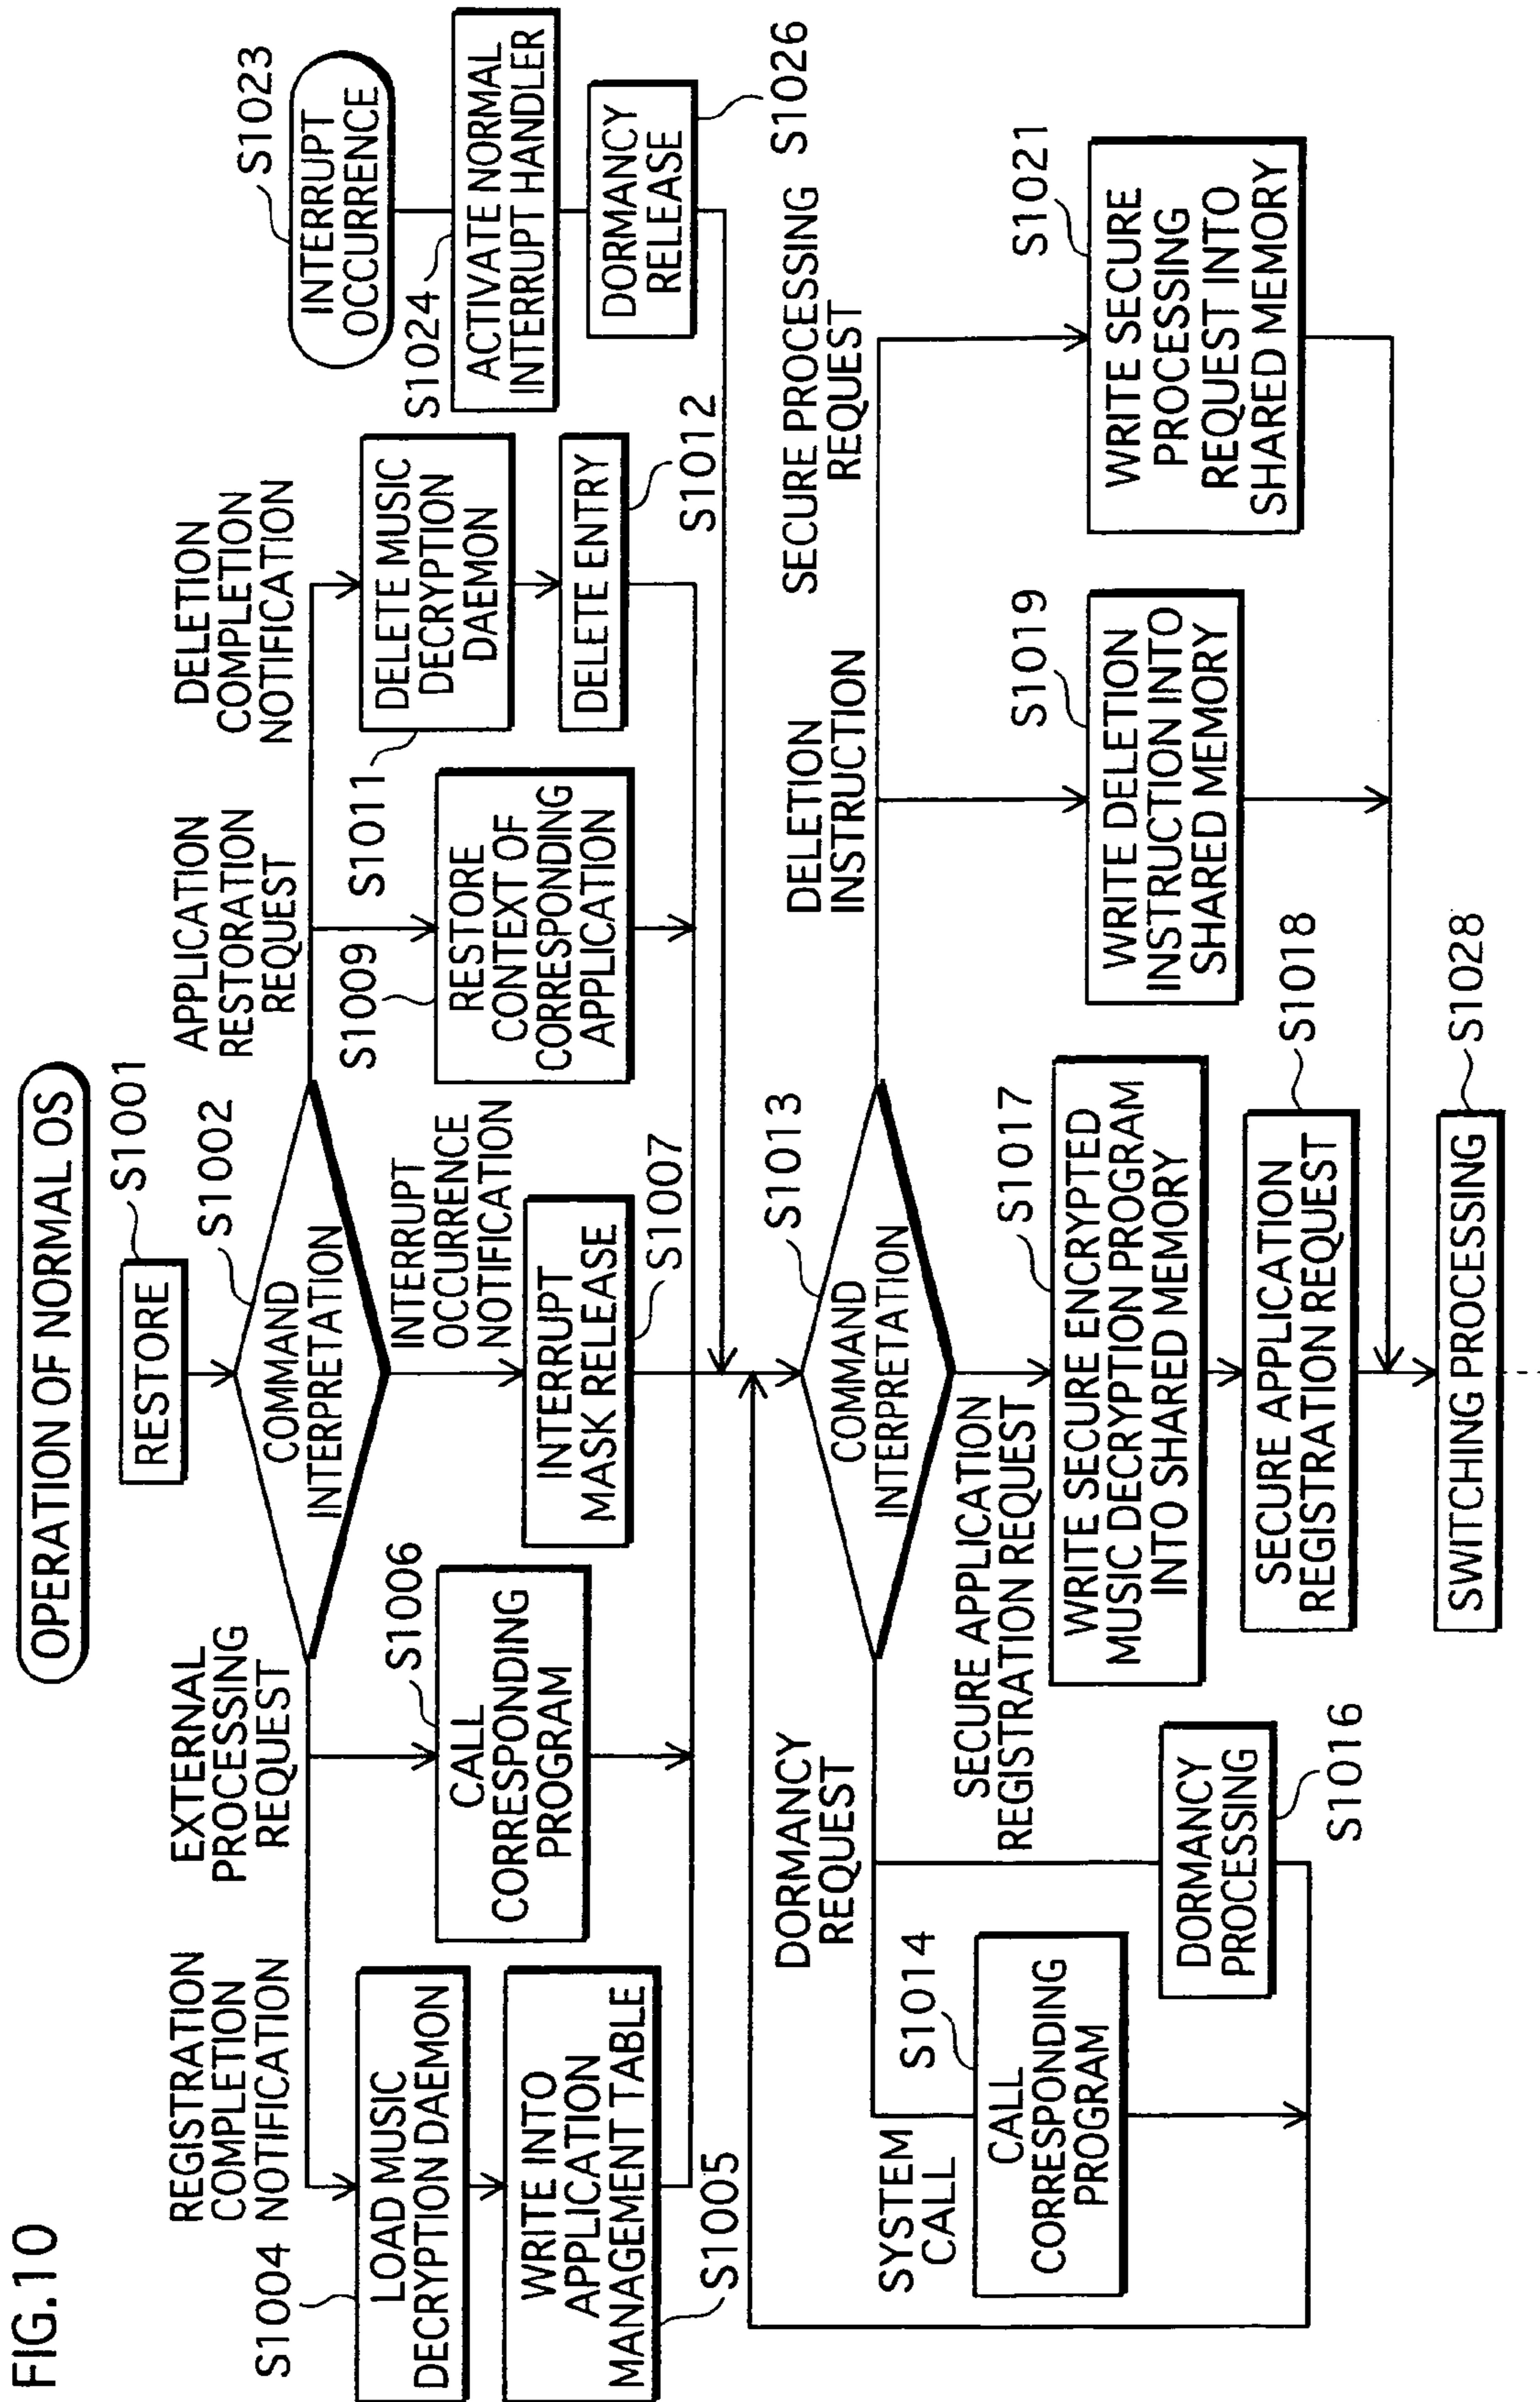 FIG.10
OPERATION OF NORMAL OS
RESTORE
S1001
COMMAND
INTERPRETATION
S1002
REGISTRATION
COMPLETION
NOTIFICATION
S1004
LOAD MUSIC
DECRYPTION DAEMON
WRITE INTO
APPLICATION
MANAGEMENT TABLE
S1005
EXTERNAL
PROCESSING
REQUEST
S1006
CALL
CORRESPONDING
PROGRAM
INTERRUPT
OCCURRENCE
NOTIFICATION
INTERRUPT
MASK RELEASE
S1007
APPLICATION
RESTORATION
REQUEST
S1009
RESTORE
CONTEXT OF
CORRESPONDING
APPLICATION
DELETION
COMPLETION
NOTIFICATION
S1011
DELETE MUSIC
DECRYPTION
DAEMON
DELETE ENTRY
S1012
S1023
INTERRUPT
OCCURRENCE
S1024
ACTIVATE NORMAL
INTERRUPT HANDLER
DORMANCY
RELEASE
S1026
COMMAND
INTERPRETATION
S1013
SYSTEM
CALL
S1014
CALL
CORRESPONDING
PROGRAM
DORMANCY
REQUEST
DORMANCY
PROCESSING
S1016
SECURE APPLICATION
REGISTRATION REQUEST
S1017
WRITE SECURE ENCRYPTED
MUSIC DECRYPTION PROGRAM
INTO SHARED MEMORY
SECURE APPLICATION
REGISTRATION REQUEST
S1018
DELETION
INSTRUCTION
S1019
WRITE DELETION
INSTRUCTION INTO
SHARED MEMORY
SECURE PROCESSING
REQUEST
S1021
WRITE SECURE
PROCESSING
REQUEST INTO
SHARED MEMORY
SWITCHING PROCESSING
S1028